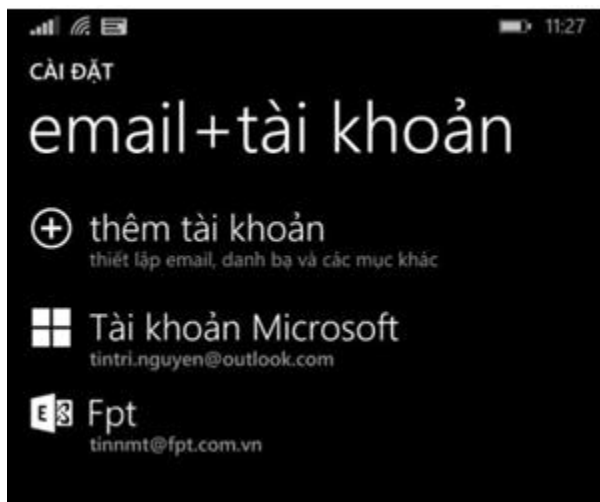 11:27
CÀI ĐẶT
email+tài khoản
thêm tài khoản
thiết lập email, danh bạ và các mục khác
Tài khoản Microsoft
tintri.nguyen@outlook.com
E
Fpt
tinnmt@fpt.com.vn